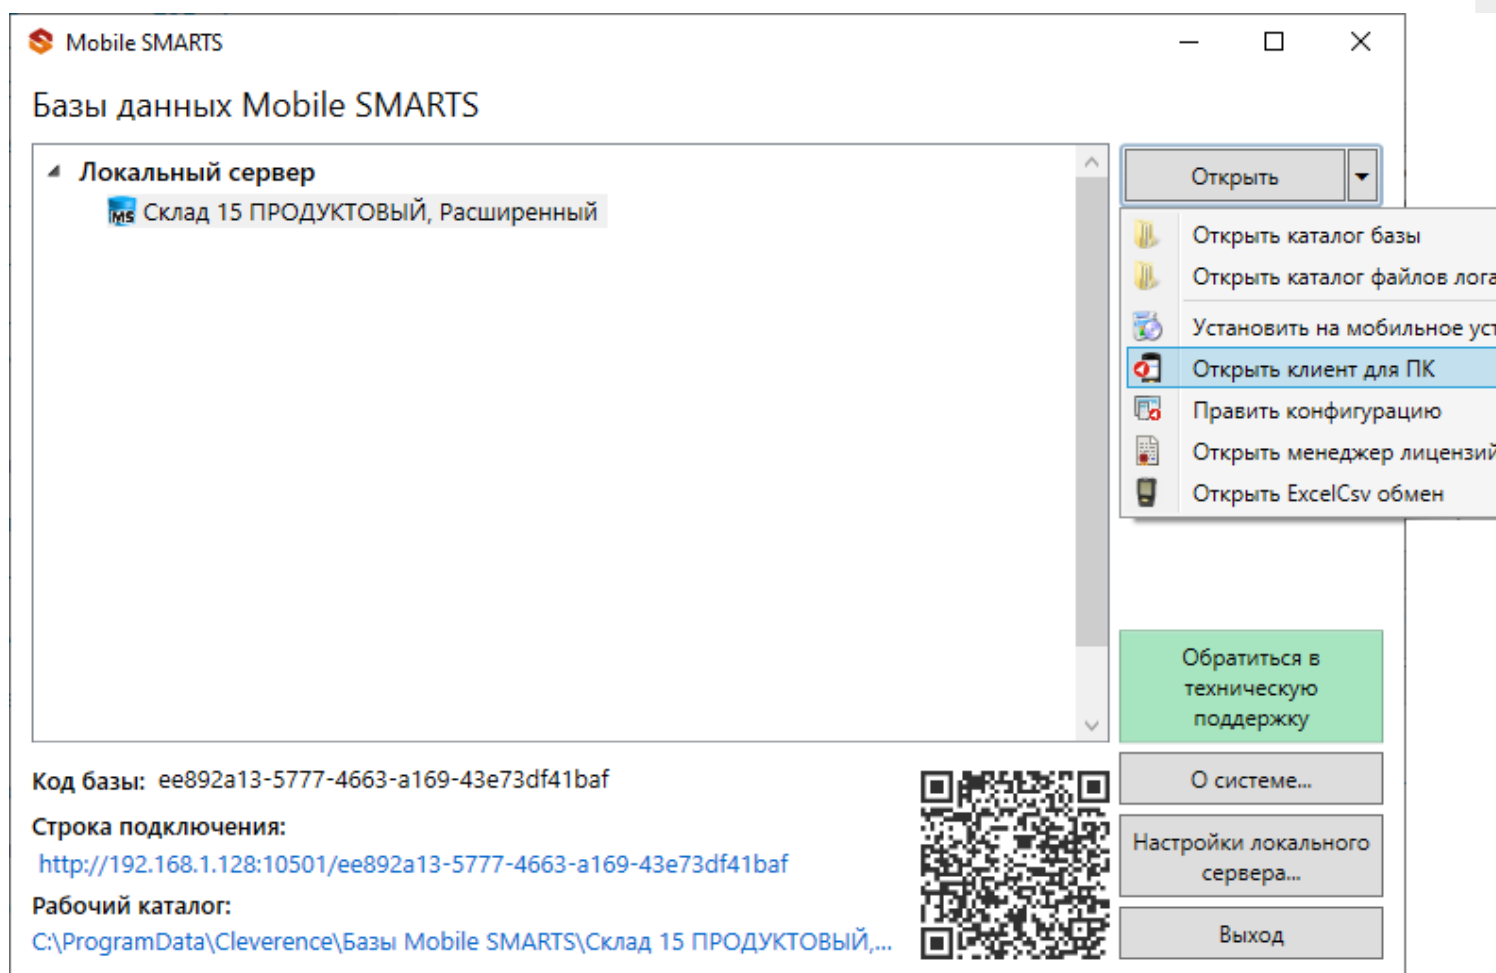 Mobile SMARTS
Базы данных Mobile SMARTS
Локальный сервер
MS Склад 15 ПРОДУКТОВЫЙ, Расширенный
Открыть
Открыть каталог базы
Открыть каталог файлов лога
Установить на мобильное уст
Открыть клиент для ПК
Править конфигурацию
Открыть менеджер лицензий
Открыть ExcelCsv обмен
Обратиться в
техническую
поддержку
О системе...
Настройки локального
сервера...
Выход
Код базы: ee892a13-5777-4663-a169-43e73df41baf
Строка подключения:
http://192.168.1.128:10501/ee892a13-5777-4663-a169-43e73df41baf
Рабочий каталог:
C:\ProgramData\Cleverence\Базы Mobile SMARTS\Склад 15 ПРОДУКТОВЫЙ,...